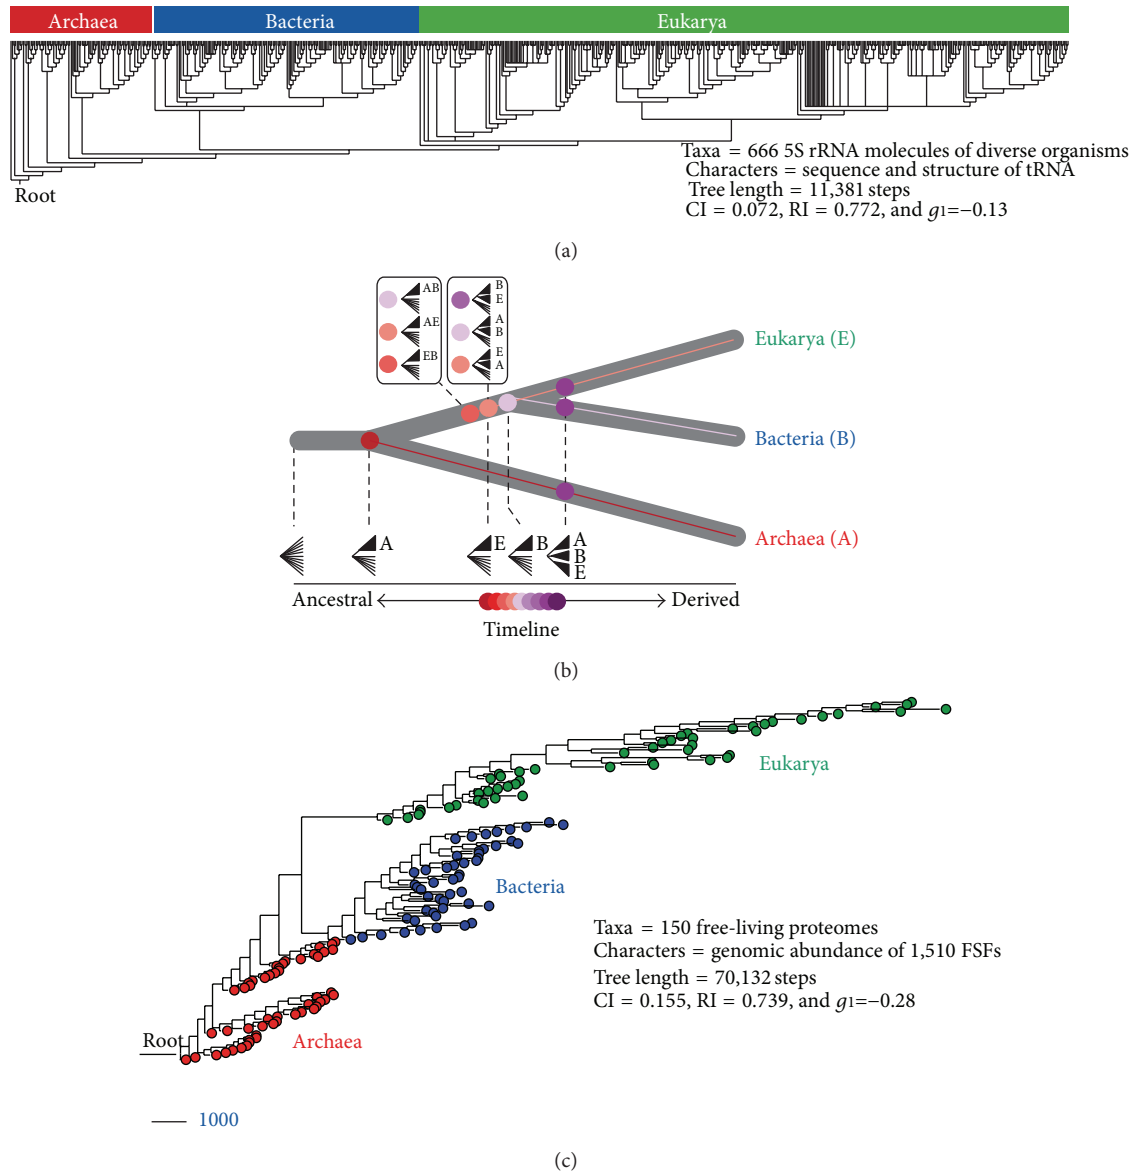 Archaea Bacteria Eukarya
Root
Taxa = 666 5S rRNA molecules of diverse organisms
Characters = sequence and structure of tRNA
Tree length = 11,381 steps
CI = 0.072, RI = 0.772, and g1=−0.13
(a)
AB
AE
EB
B
E
A
B
E
A
Eukarya (E)
Bacteria (B)
Archaea (A)
A
E
B
A
B
E
Ancestral
Derived
Timeline
(b)
Eukarya
Bacteria
Taxa = 150 free-living proteomes
Characters = genomic abundance of 1,510 FSFs
Tree length = 70,132 steps
CI = 0.155, RI = 0.739, and g1=−0.28
Root
Archaea
1000
(c)